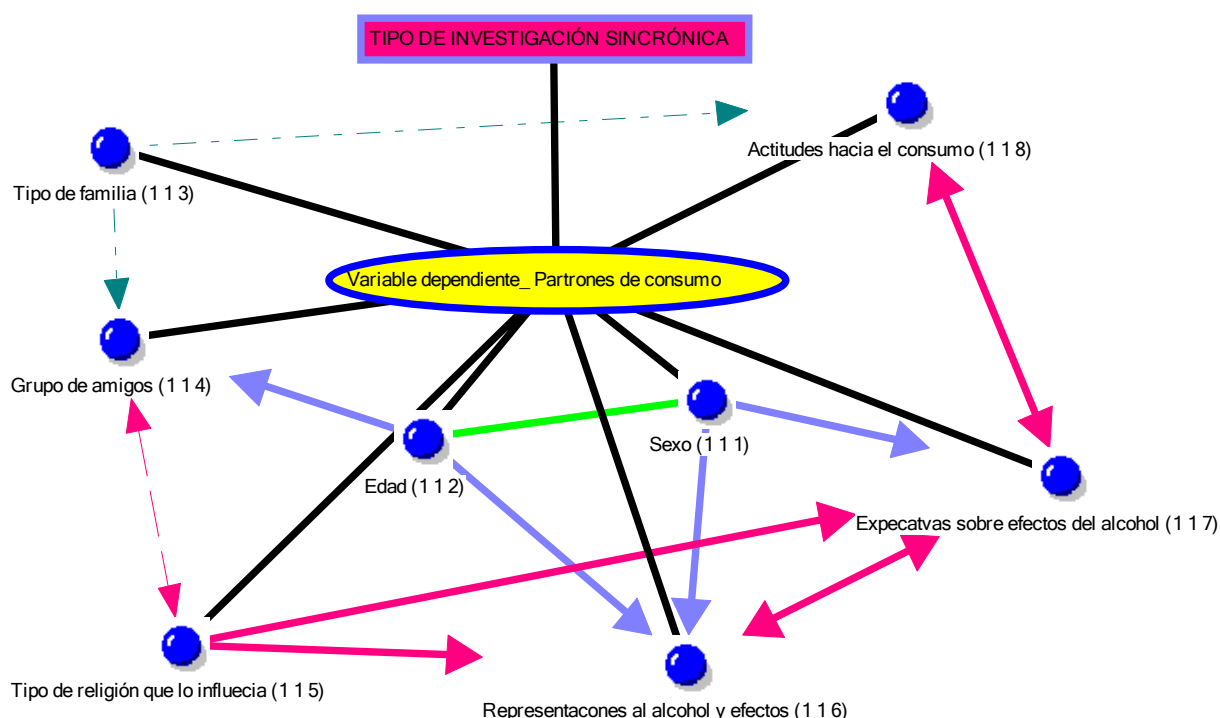 TIPO DE INVESTIGACIÓN SINCRÓNICA
Actitudes hacia el consumo (1 1 8)
Tipo de familia (1 1 3)
Variable dependiente_ Partrones de consumo
Grupo de amigos (1 1 4)
Sexo (1 1 1)
Edad (1 1 2)
Expecatvas sobre efectos del alcohol (1 1 7)
Tipo de religión que lo influecia (1 1 5)
Representacones al alcohol y efectos (1 1 6)